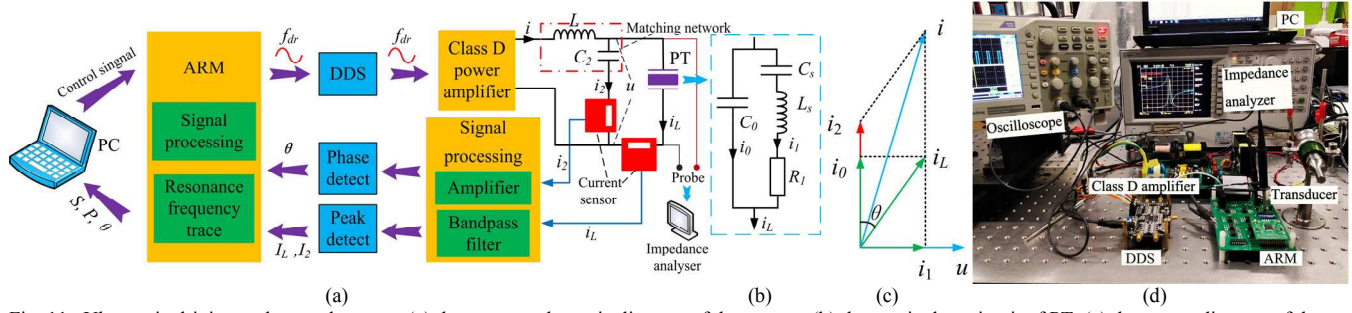 Control singnal
PC
S, P, θ
ARM
Signal
processing
Resonance
frequency
trace
f_dr
DDS
f_dr
θ
Phase
detect
I_L ,I_2
Peak
detect
Class D
power
amplifier
Signal
processing
Amplifier
Bandpass
filter
i
L
C_2
Matching network
PT
u
i_2
i_L
i_2
i_L
Current
sensor
Probe
Impedance
analyser
C_0
i_0
C_s
L_s
i_1
R_1
i_L
i
i_2
i_0
i_L
θ
i_1
u
PC
Impedance
analyzer
Oscilloscope
Class D amplifier
Transducer
DDS
ARM
(a)
(b)
(c)
(d)